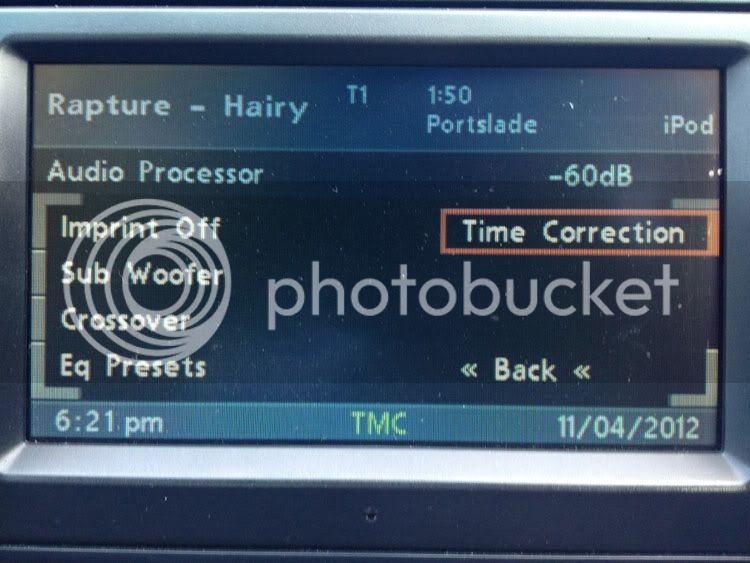 Rapture - Hairy T1 1:50
Portslade iPod
Audio Processor -60dB
Imprint Off Time Correction
Sub Woofer
photobucket
Crossover
Eq Presets « Back «
6:21 pm TMC 11/04/2012